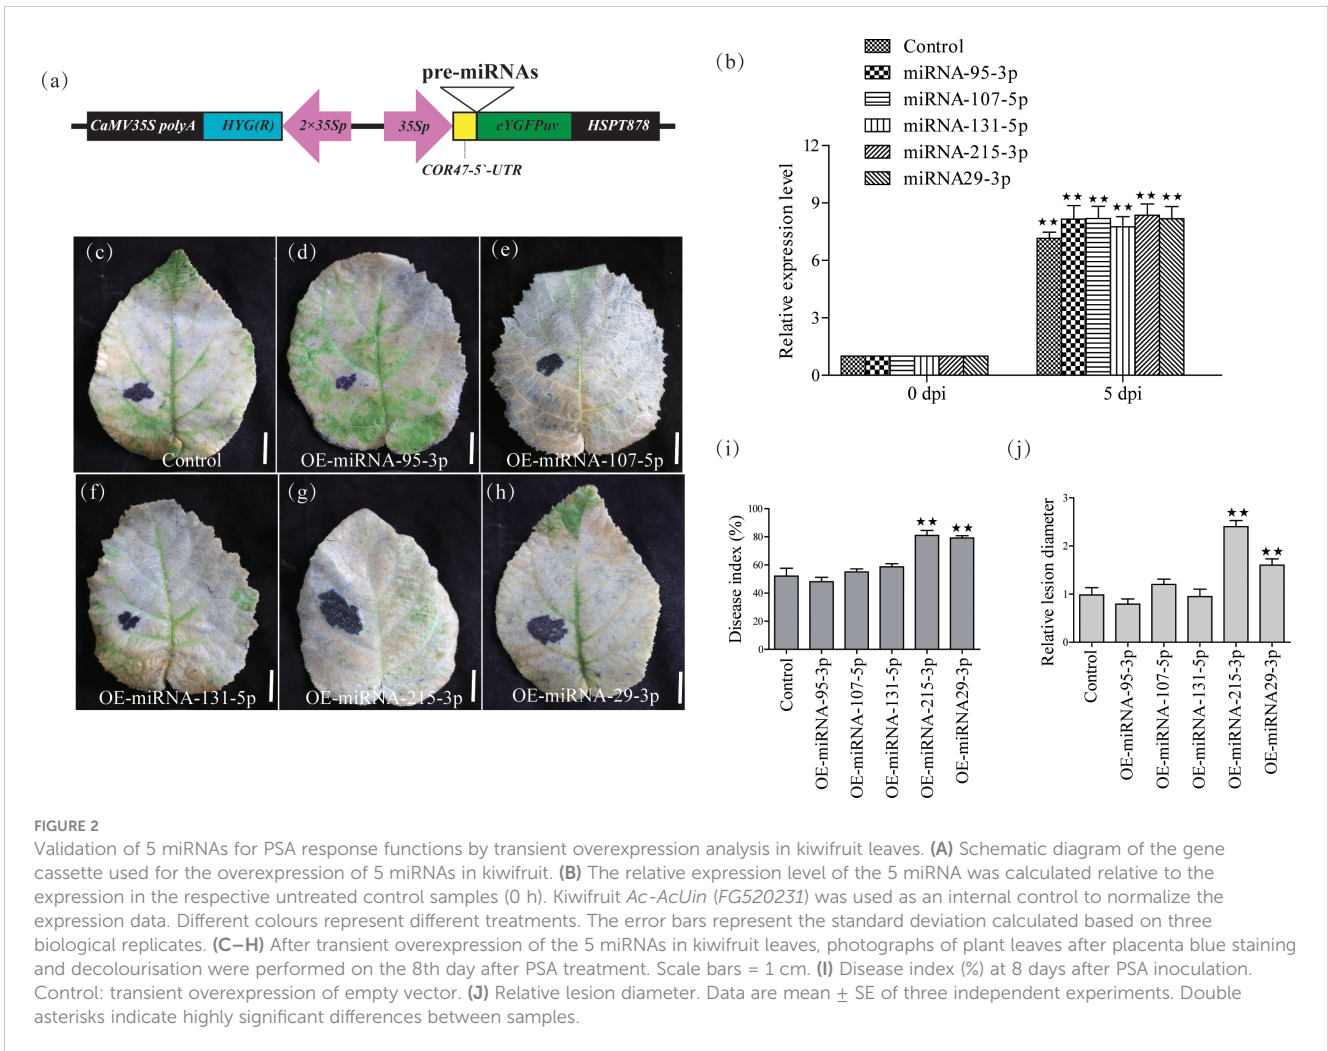 (a)
pre-miRNAs
CaMV35S polyA
HYG(R)
2×35Sp
35Sp
eYGFPuv
HSPT878
COR47-5`-UTR
(b)
Control
miRNA-95-3p
miRNA-107-5p
miRNA-131-5p
miRNA-215-3p
miRNA29-3p
Relative expression level
12
9
6
3
0
★★
★★
★★
★★
★★
★★
0 dpi
5 dpi
(c)
Control
(d)
OE-miRNA-95-3p
(e)
OE-miRNA-107-5p
(f)
OE-miRNA-131-5p
(g)
OE-miRNA-215-3p
(h)
OE-miRNA-29-3p
(i)
Disease index (%)
100
80
60
40
20
0
★★
★★
Control
OE-miRNA-95-3p
OE-miRNA-107-5p
OE-miRNA-131-5p
OE-miRNA-215-3p
OE-miRNA29-3p
(j)
Relative lesion diameter
3
2
1
0
★★
★★
Control
OE-miRNA-95-3p
OE-miRNA-107-5p
OE-miRNA-131-5p
OE-miRNA-215-3p
OE-miRNA29-3p
FIGURE 2
Validation of 5 miRNAs for PSA response functions by transient overexpression analysis in kiwifruit leaves. (A) Schematic diagram of the gene
cassette used for the overexpression of 5 miRNAs in kiwifruit. (B) The relative expression level of the 5 miRNA was calculated relative to the
expression in the respective untreated control samples (0 h). Kiwifruit Ac-AcUin (FG520231) was used as an internal control to normalize the
expression data. Different colours represent different treatments. The error bars represent the standard deviation calculated based on three
biological replicates. (C–H) After transient overexpression of the 5 miRNAs in kiwifruit leaves, photographs of plant leaves after placenta blue staining
and decolourisation were performed on the 8th day after PSA treatment. Scale bars = 1 cm. (I) Disease index (%) at 8 days after PSA inoculation.
Control: transient overexpression of empty vector. (J) Relative lesion diameter. Data are mean ± SE of three independent experiments. Double
asterisks indicate highly significant differences between samples.